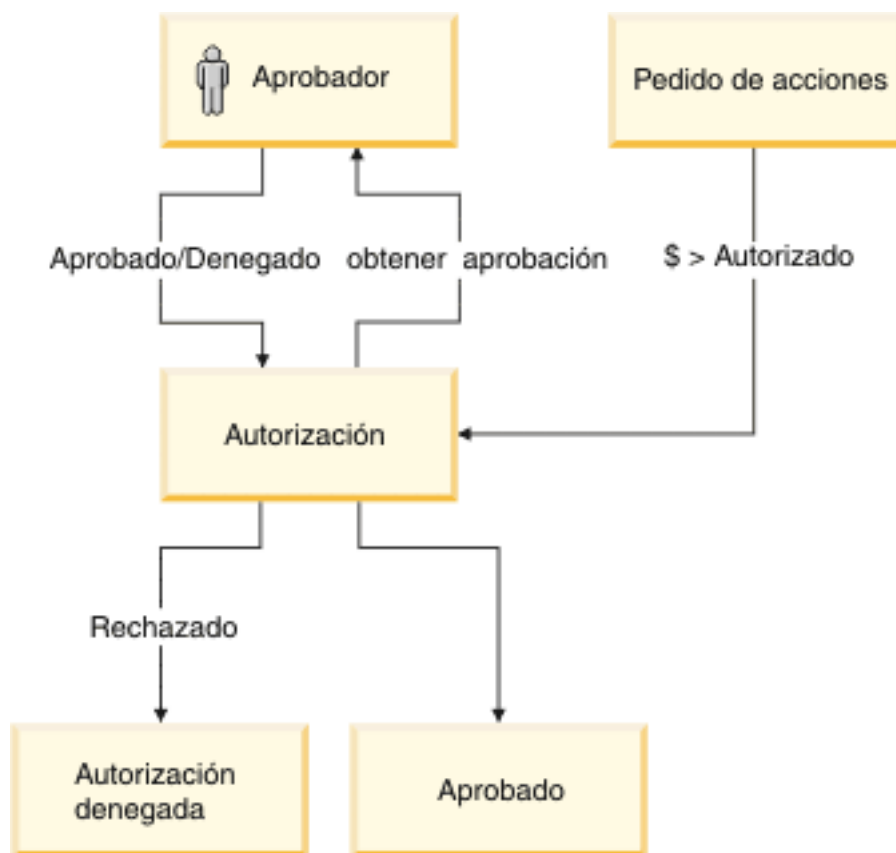 Aprobador
Pedido de acciones
Aprobado/Denegado
obtener aprobación
$ > Autorizado
Autorización
Rechazado
Autorización
denegada
Aprobado